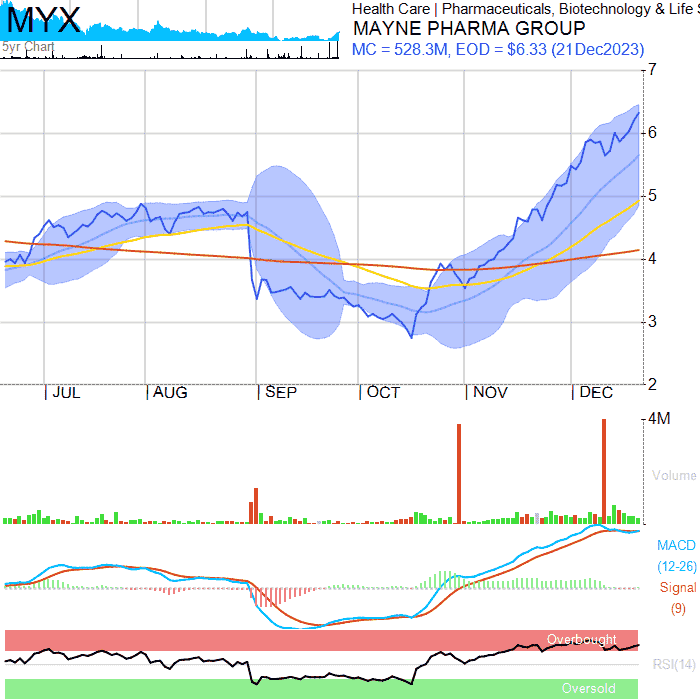 MYX
5yr Chart
Health Care | Pharmaceuticals, Biotechnology & Life S
MAYNE PHARMA GROUP
MC = 528.3M, EOD = $6.33 (21Dec2023)
7
6
5
4
3
2
JUL AUG SEP OCT NOV DEC
4M
Volume
MACD
(12-26)
Signal
(9)
Overbought
RSI(14)
Oversold